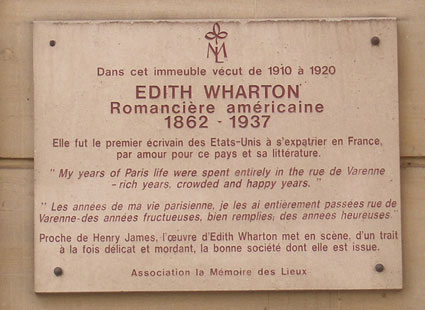 ML
Dans cet immeuble vécut de 1910 à 1920
EDITH WHARTON
Romancière américaine
1862 - 1937
Elle fut le premier écrivain des Etats-Unis à s'expatrier en France,
par amour pour ce pays et sa littérature.
" My years of Paris life were spent entirely in the rue de Varenne
- rich years, crowded and happy years. "
" Les années de ma vie parisienne, je les ai entièrement passées rue de
Varenne-des années fructueuses, bien remplies, des années heureuses."
Proche de Henry James, l'œuvre d'Edith Wharton met en scène, d'un trait
à la fois délicat et mordant, la bonne société dont elle est issue.
Association la Mémoire des Lieux